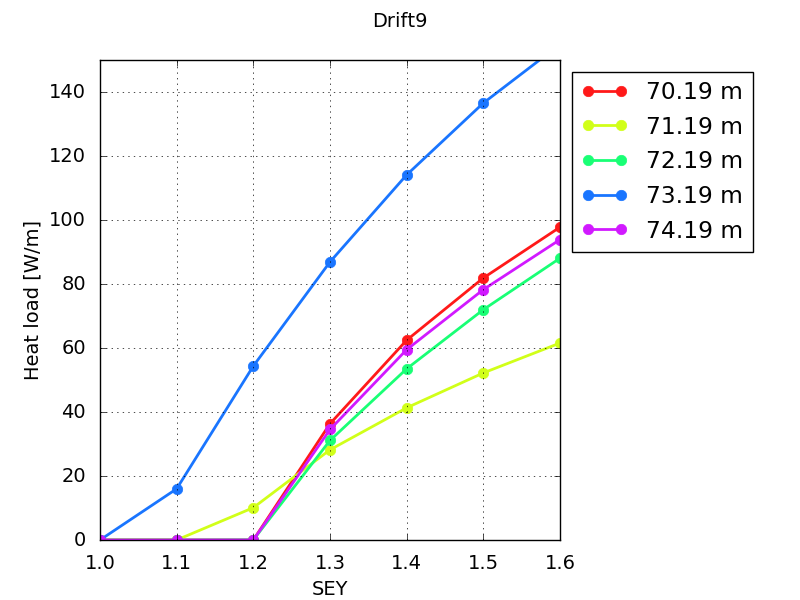 Drift9
Heat load [W/m]
140
120
100
80
60
40
20
0
1.0 1.1 1.2 1.3 1.4 1.5 1.6
SEY
70.19 m
71.19 m
72.19 m
73.19 m
74.19 m